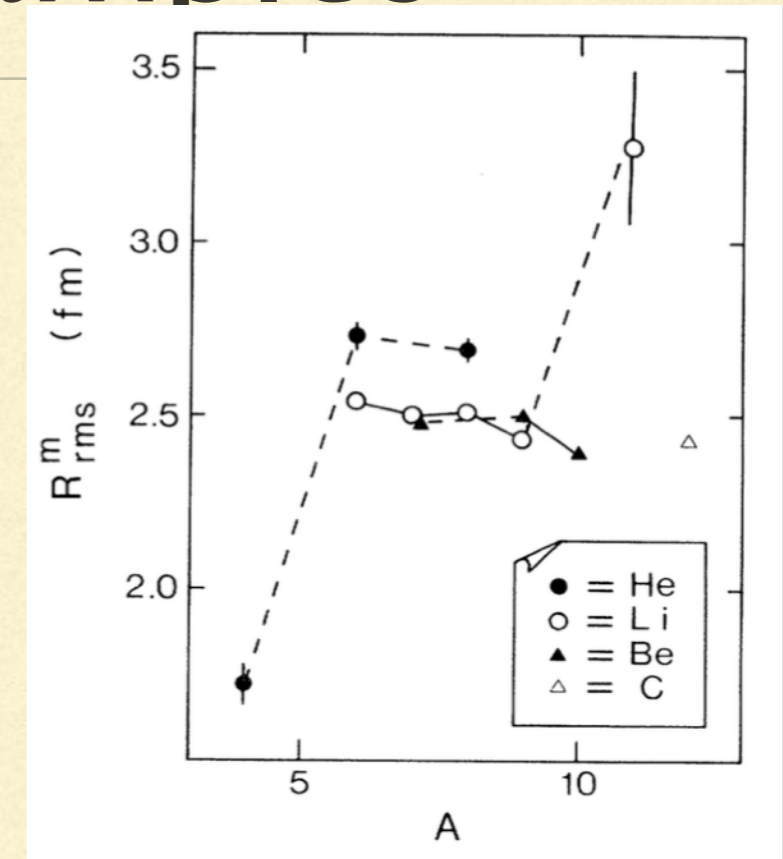 3.5
3.0
2.5
2.0
R^m_rms (fm)
● = He
○ = Li
▲ = Be
△ = C
5
10
A